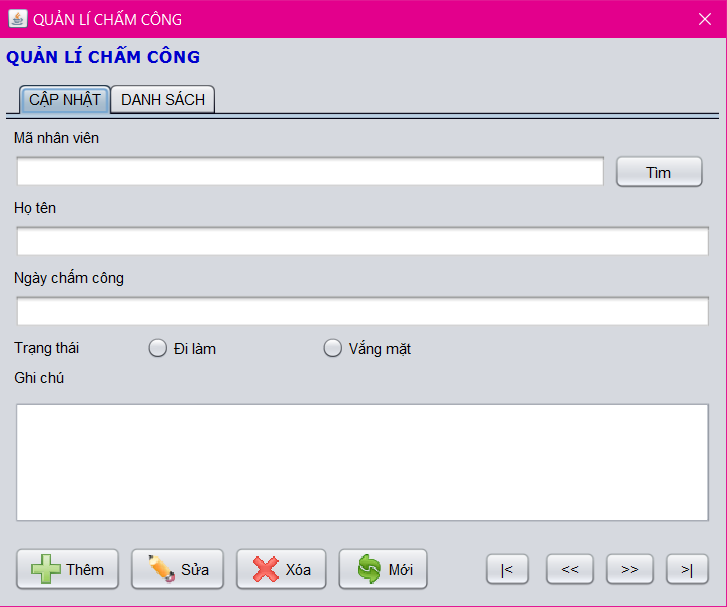 QUẢN LÍ CHẤM CÔNG
QUẢN LÍ CHẤM CÔNG
CẬP NHẬT DANH SÁCH
Mã nhân viên
Tìm
Họ tên
Ngày chấm công
Trạng thái Đi làm Vắng mặt
Ghi chú
Thêm Sửa Xóa Mới |< << >> >|